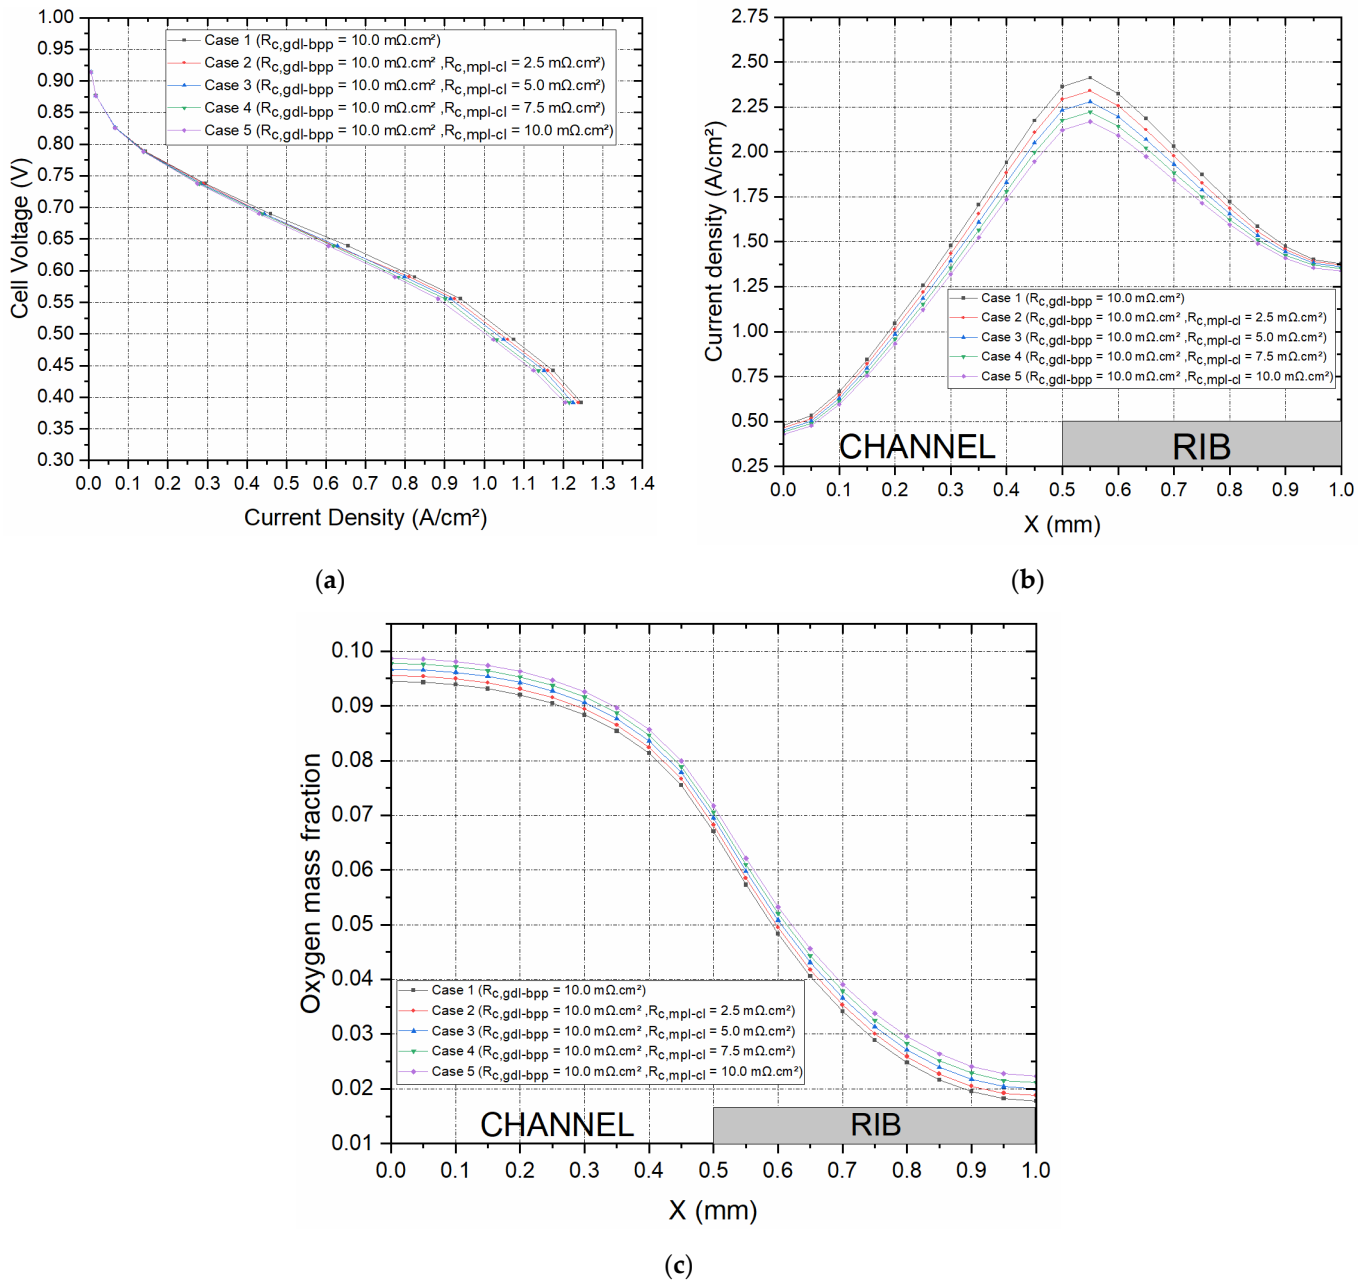 1.00
0.95
0.90
0.85
0.80
0.75
0.70
0.65
0.60
0.55
0.50
0.45
0.40
0.35
0.30
Cell Voltage (V)
Case 1 (Rc,gdl-bpp = 10.0 mΩ.cm²)
Case 2 (Rc,gdl-bpp = 10.0 mΩ.cm² ,Rc,mpl-cl = 2.5 mΩ.cm²)
Case 3 (Rc,gdl-bpp = 10.0 mΩ.cm² ,Rc,mpl-cl = 5.0 mΩ.cm²)
Case 4 (Rc,gdl-bpp = 10.0 mΩ.cm² ,Rc,mpl-cl = 7.5 mΩ.cm²)
Case 5 (Rc,gdl-bpp = 10.0 mΩ.cm² ,Rc,mpl-cl = 10.0 mΩ.cm²)
0.0 0.1 0.2 0.3 0.4 0.5 0.6 0.7 0.8 0.9 1.0 1.1 1.2 1.3 1.4
Current Density (A/cm²)
(a)
2.75
2.50
2.25
2.00
1.75
1.50
1.25
1.00
0.75
0.50
0.25
Current density (A/cm²)
Case 1 (Rc,gdl-bpp = 10.0 mΩ.cm²)
Case 2 (Rc,gdl-bpp = 10.0 mΩ.cm² ,Rc,mpl-cl = 2.5 mΩ.cm²)
Case 3 (Rc,gdl-bpp = 10.0 mΩ.cm² ,Rc,mpl-cl = 5.0 mΩ.cm²)
Case 4 (Rc,gdl-bpp = 10.0 mΩ.cm² ,Rc,mpl-cl = 7.5 mΩ.cm²)
Case 5 (Rc,gdl-bpp = 10.0 mΩ.cm² ,Rc,mpl-cl = 10.0 mΩ.cm²)
CHANNEL RIB
0.0 0.1 0.2 0.3 0.4 0.5 0.6 0.7 0.8 0.9 1.0
X (mm)
(b)
0.10
0.09
0.08
0.07
0.06
0.05
0.04
0.03
0.02
0.01
Oxygen mass fraction
Case 1 (Rc,gdl-bpp = 10.0 mΩ.cm²)
Case 2 (Rc,gdl-bpp = 10.0 mΩ.cm² ,Rc,mpl-cl = 2.5 mΩ.cm²)
Case 3 (Rc,gdl-bpp = 10.0 mΩ.cm² ,Rc,mpl-cl = 5.0 mΩ.cm²)
Case 4 (Rc,gdl-bpp = 10.0 mΩ.cm² ,Rc,mpl-cl = 7.5 mΩ.cm²)
Case 5 (Rc,gdl-bpp = 10.0 mΩ.cm² ,Rc,mpl-cl = 10.0 mΩ.cm²)
CHANNEL RIB
0.0 0.1 0.2 0.3 0.4 0.5 0.6 0.7 0.8 0.9 1.0
X (mm)
(c)